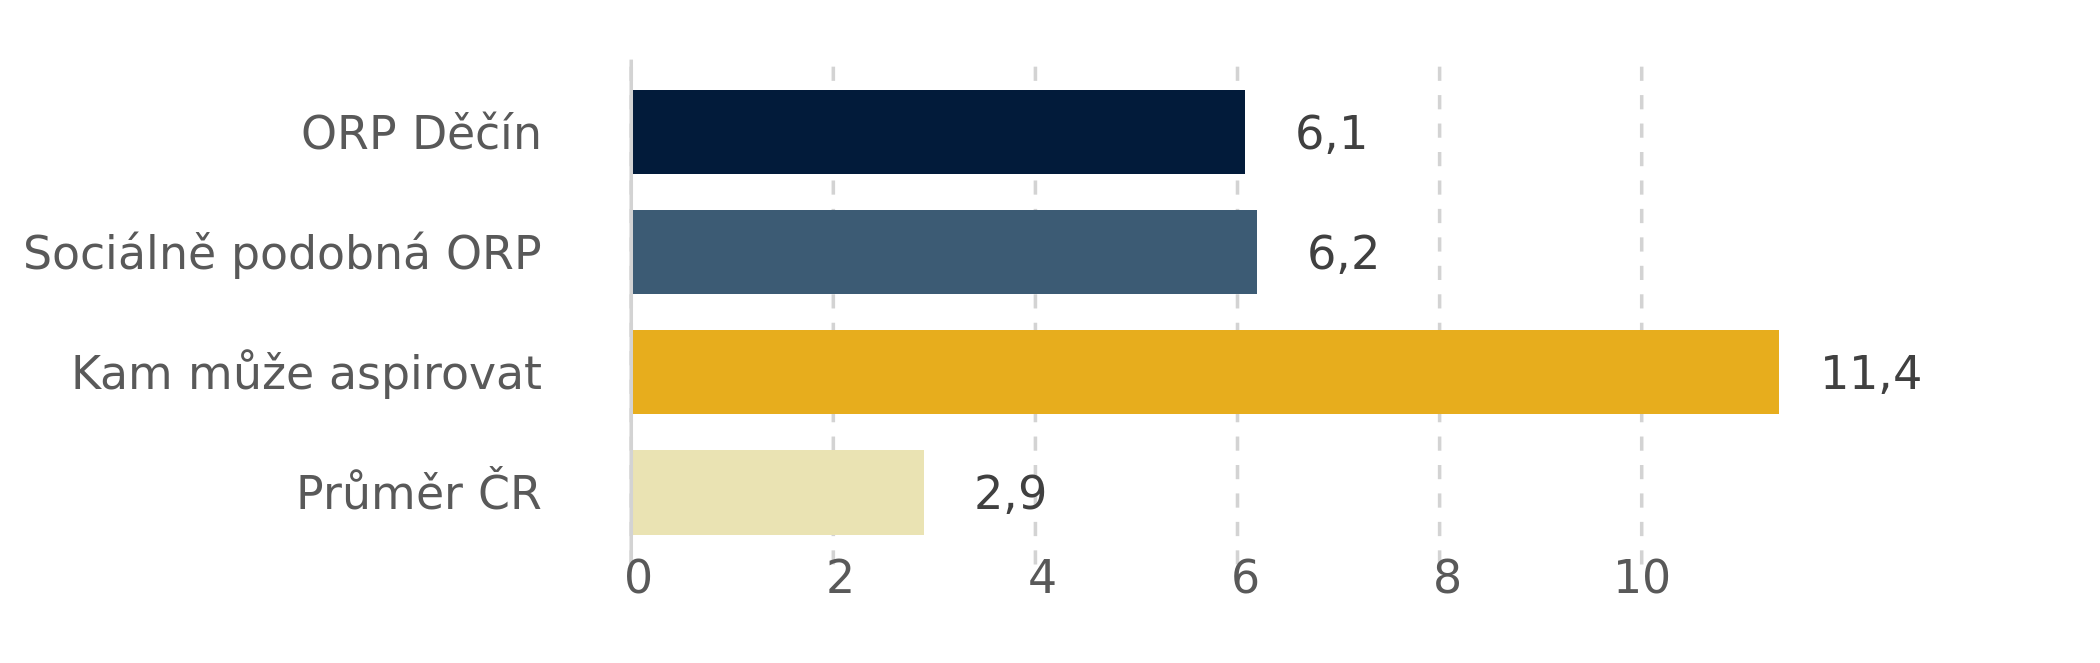 ORP Děčín 6,1
Sociálně podobná ORP 6,2
Kam může aspirovat 11,4
Průměr ČR 2,9
0 2 4 6 8 10